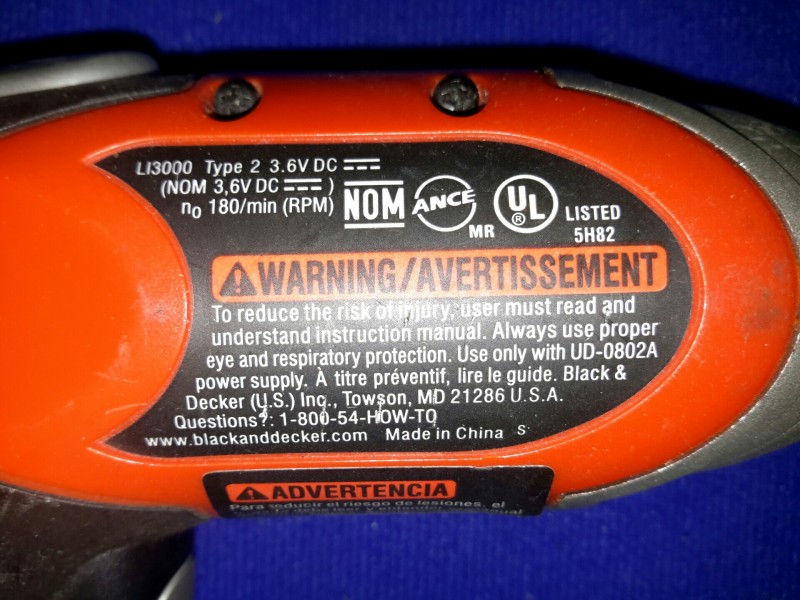 LI3000 Type 2 3.6V DC
(NOM 3,6V DC )
n₀ 180/min (RPM)
NOM ANCE MR UL ® LISTED
5H82
WARNING/AVERTISSEMENT
To reduce the risk of injury, user must read and
understand instruction manual. Always use proper
eye and respiratory protection. Use only with UD-0802A
power supply. À titre préventif, lire le guide. Black &
Decker (U.S.) Inc., Towson, MD 21286 U.S.A.
Questions?: 1-800-54-HOW-TO
www.blackanddecker.com Made in China S
ADVERTENCIA
Para reducir el riesgo de lesiones, el
debe leer manual